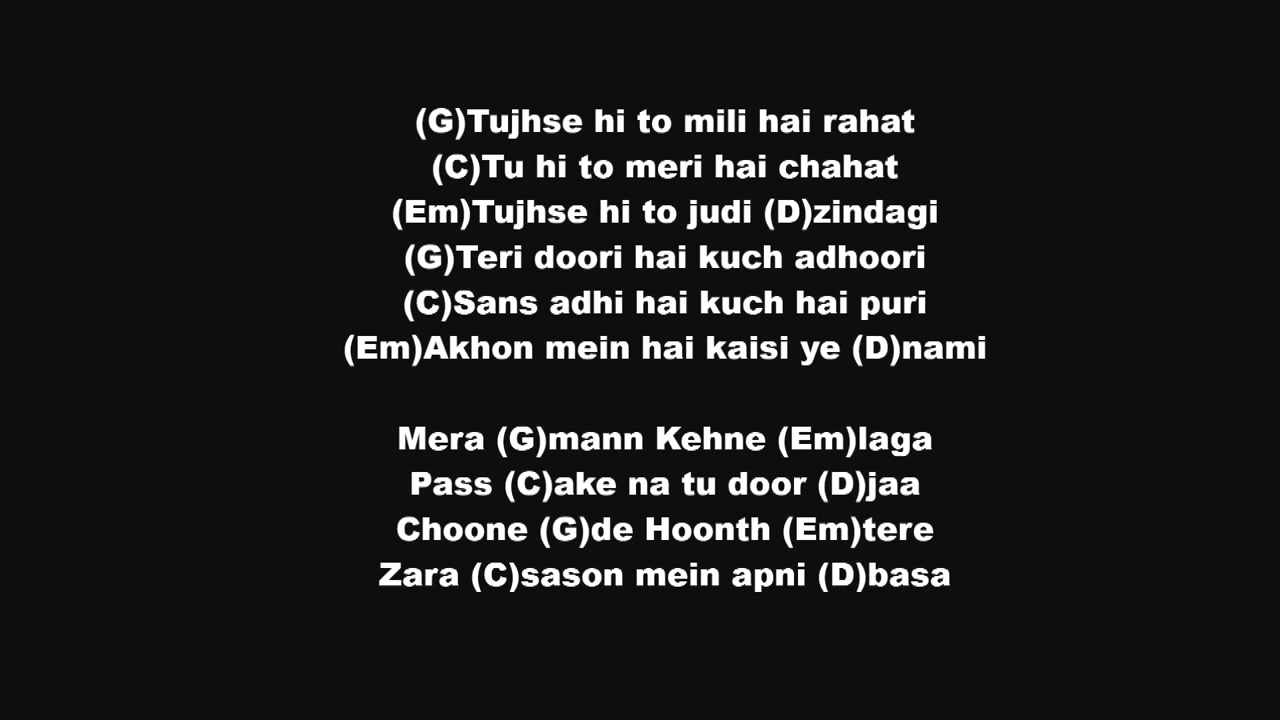 (G)Tujhse hi to mili hai rahat
(C)Tu hi to meri hai chahat
(Em)Tujhse hi to judi (D)zindagi
(G)Teri doori hai kuch adhoori
(C)Sans adhi hai kuch hai puri
(Em)Akhon mein hai kaisi ye (D)nami
Mera (G)mann Kehne (Em)laga
Pass (C)ake na tu door (D)jaa
Choone (G)de Hoonth (Em)tere
Zara (C)sason mein apni (D)basa